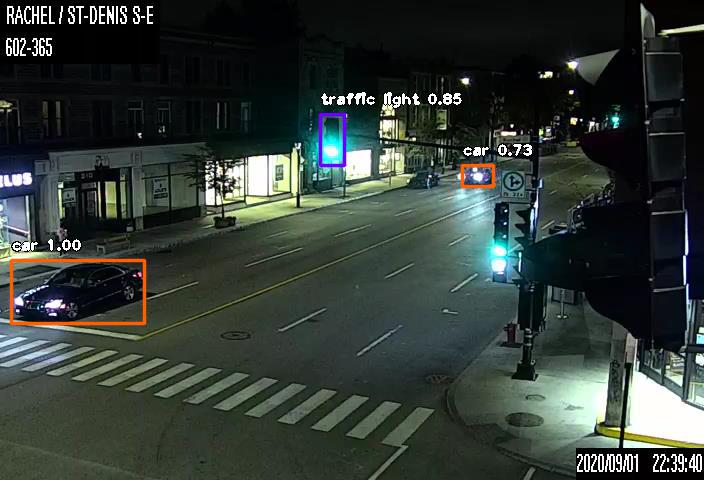 RACHEL / ST-DENIS S-E
602-365
traffic light 0.85
car 0.73
LUS
car 1.00
2020/09/01 22:39:40